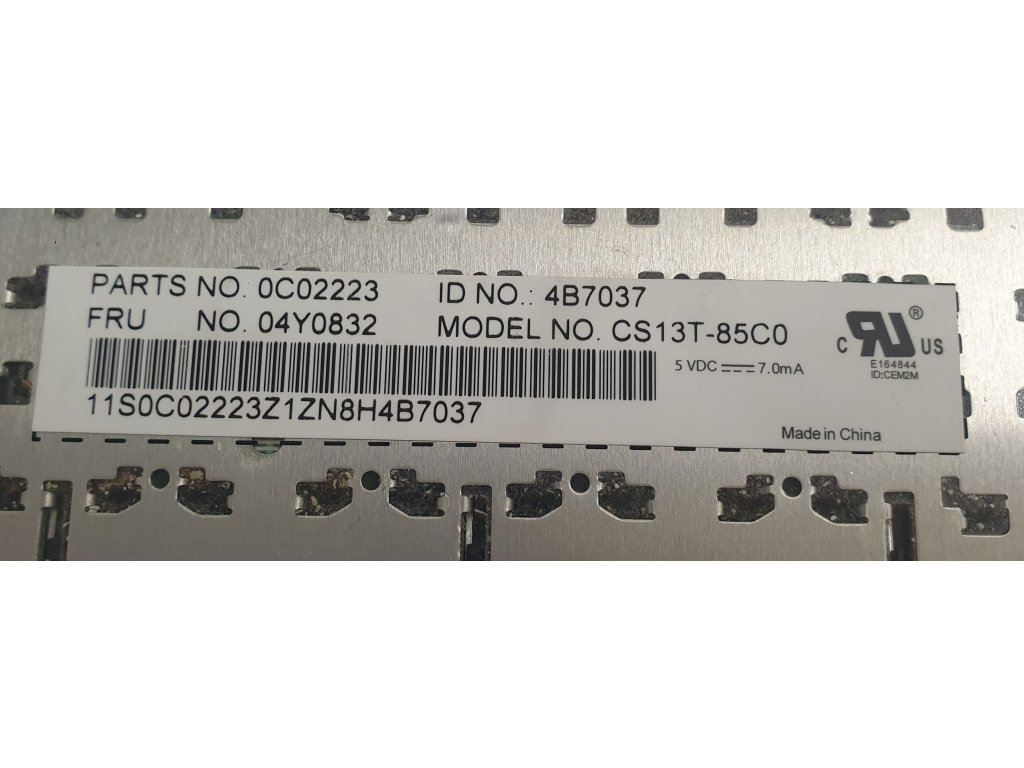 PARTS NO. 0C02223 ID NO.: 4B7037
FRU NO. 04Y0832 MODEL NO. CS13T-85C0
5 VDC ⎓ 7.0mA
11S0C02223Z1ZN8H4B7037
C RU ® US
E164844
ID:CEM2M
Made in China